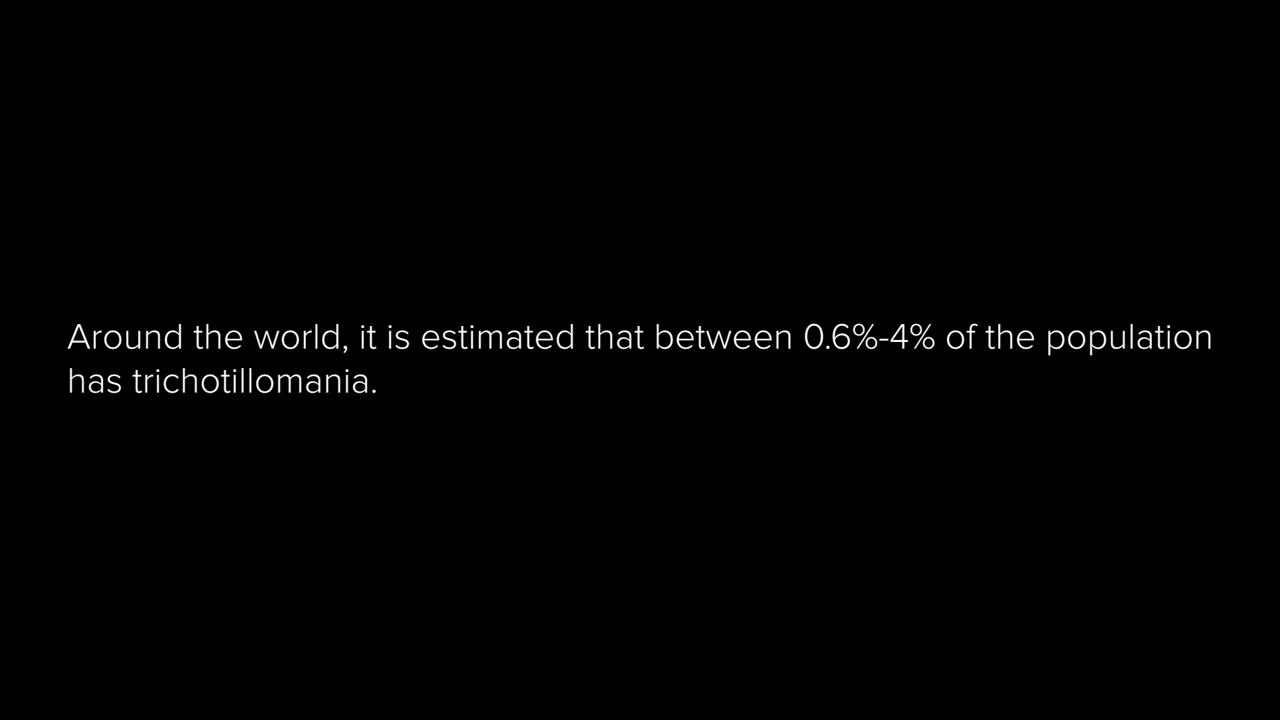 Around the world, it is estimated that between 0.6%-4% of the population
has trichotillomania.